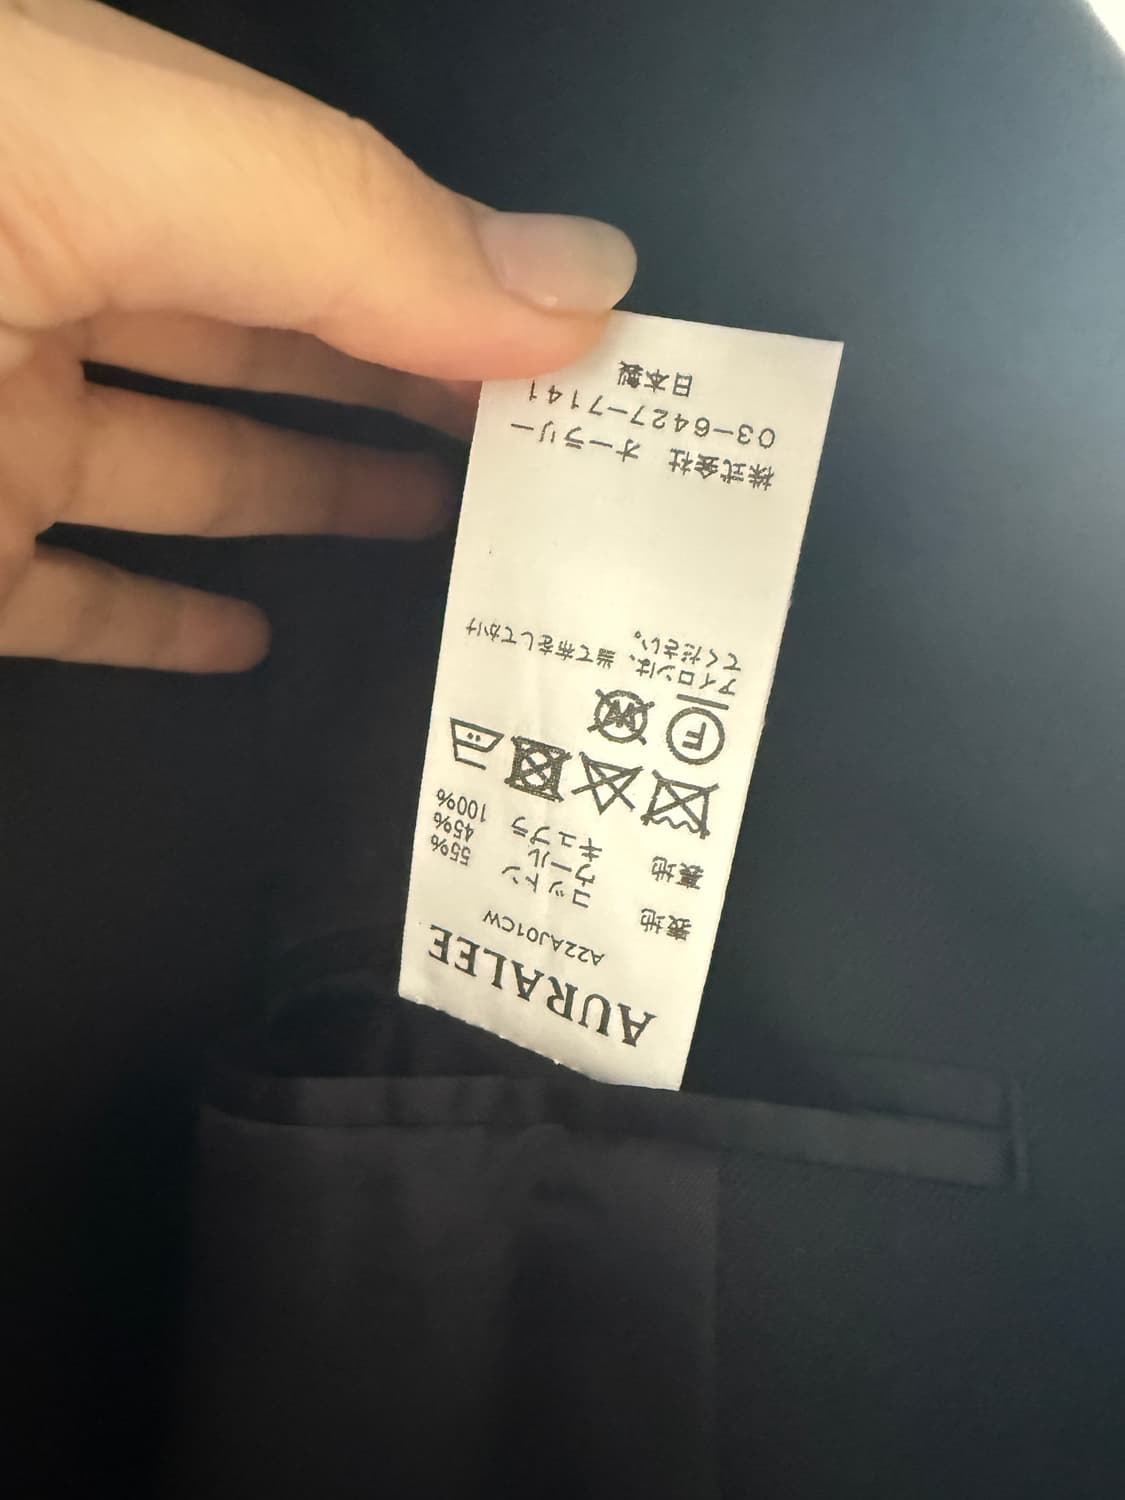 AURALEE
A22AJ01CW
表地 コットン 55%
ウール 45%
裏地 キュプラ 100%
F W
アイロンは、当て布をしてかけ
てください。
株式会社 オーラリー
03-6427-7141
日本製